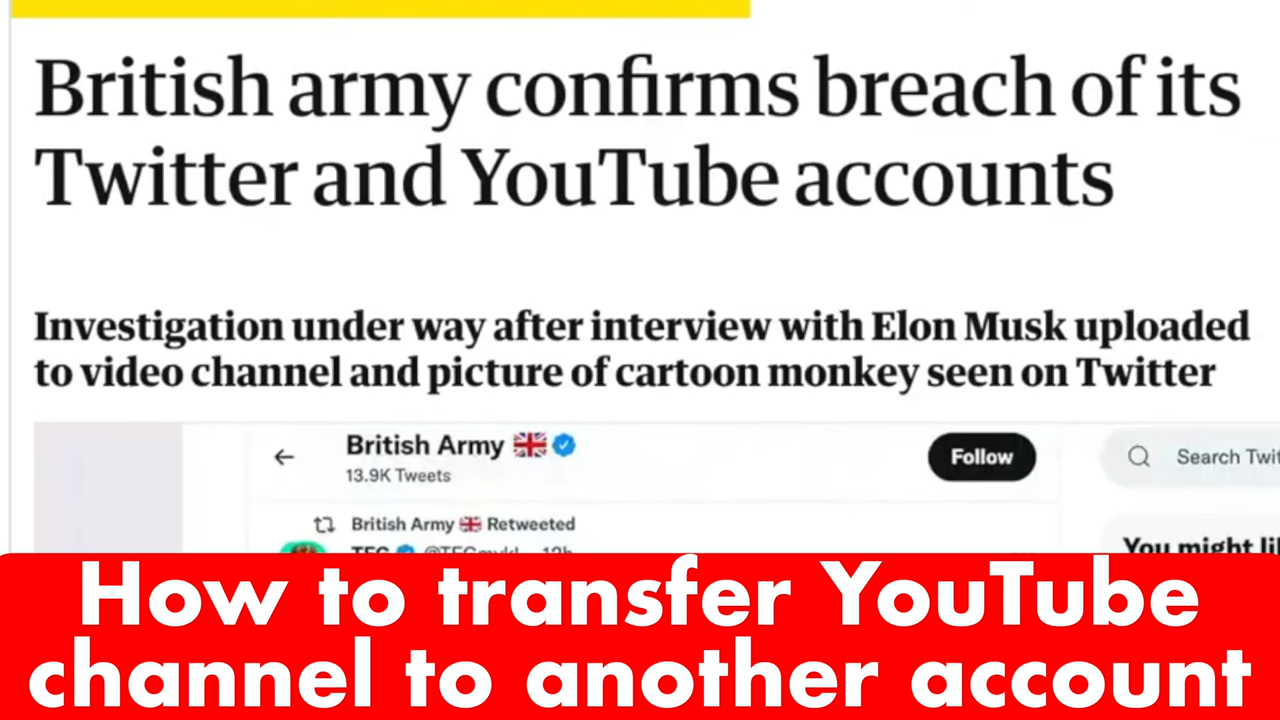 British army confirms breach of its
Twitter and YouTube accounts
Investigation under way after interview with Elon Musk uploaded
to video channel and picture of cartoon monkey seen on Twitter
British Army
Follow
Search Twit
13.9K Tweets
British Army Retweeted
12h
You might lik
How to transfer YouTube
channel to another account